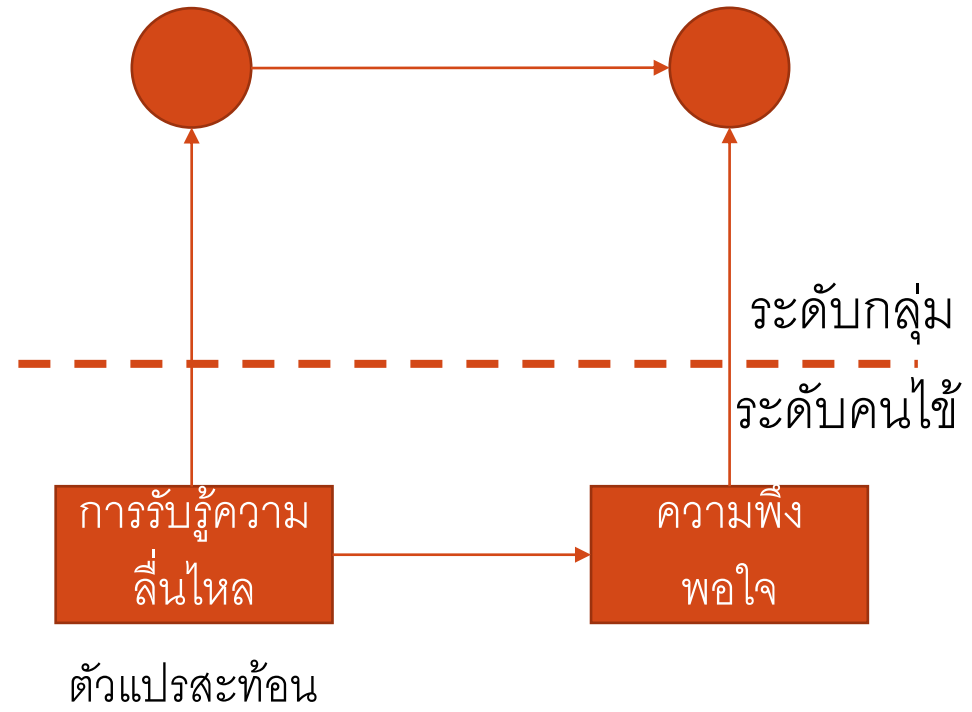 ระดับกลุ่ม
ระดับคนไข้
การรับรู้ความ
ลื่นไหล
ความพึง
พอใจ
ตัวแปรสะท้อน